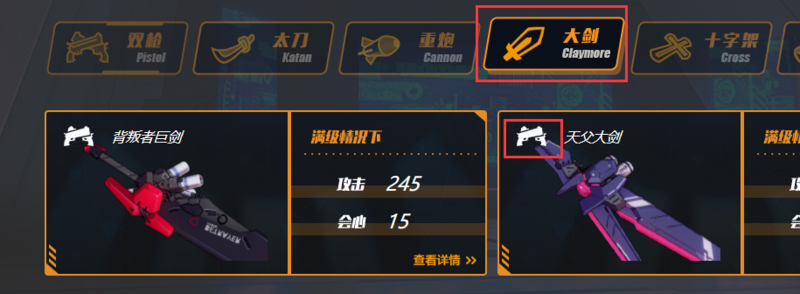 双枪
Pistol
太刀
Katan
重炮
Cannon
大剑
Claymore
十字架
Cross
背叛者巨剑
满级情况下
攻击 245
会心 15
查看详情
天父大剑
满级情
攻
会